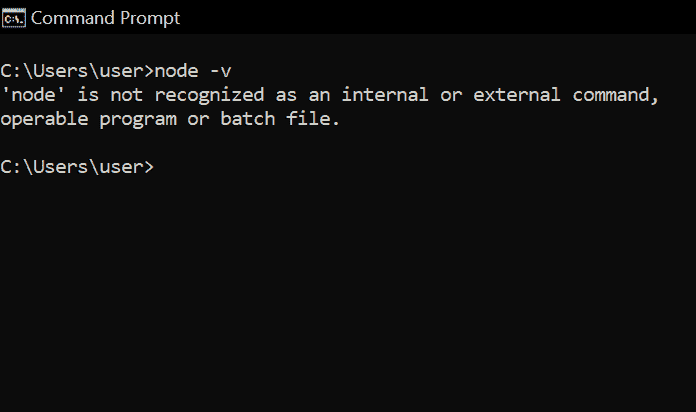 Command Prompt
C:\Users\user>node -v
'node' is not recognized as an internal or external command,
operable program or batch file.
C:\Users\user>